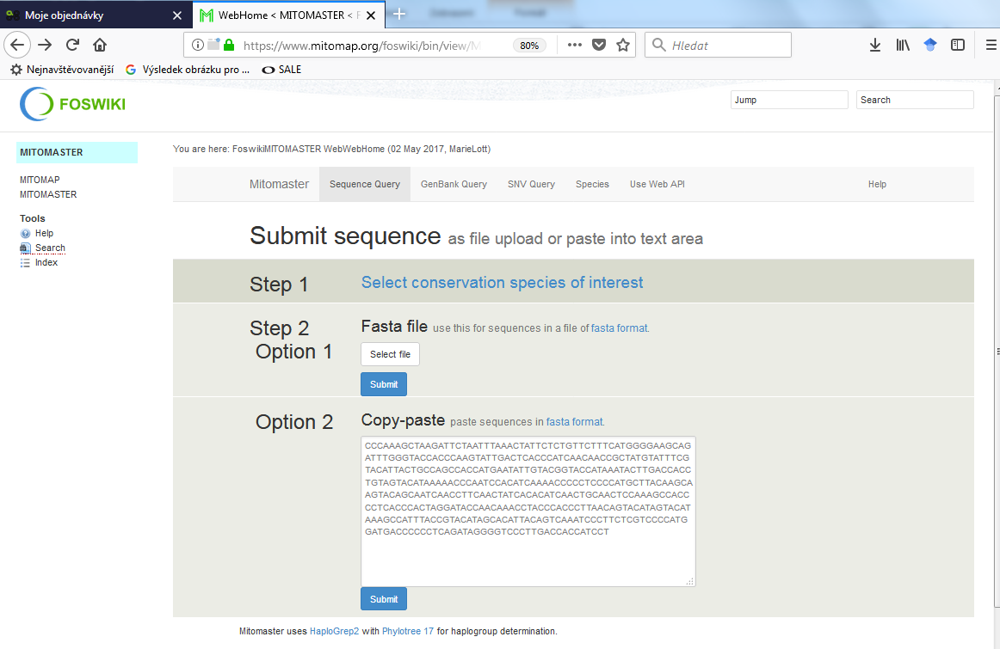 Moje objednávky
WebHome < MITOMASTER < F
https://www.mitomap.org/foswiki/bin/view/M
80%
Hledat
Nejnavštěvovanější
Výsledek obrázku pro ...
SALE
FOSWIKI
Jump
Search
MITOMASTER
You are here: FoswikiMITOMASTER WebWebHome (02 May 2017, MarieLott)
MITOMAP
MITOMASTER
Tools
Help
Search
Index
Mitomaster
Sequence Query
GenBank Query
SNV Query
Species
Use Web API
Help
Submit sequence as file upload or paste into text area
Step 1
Select conservation species of interest
Step 2
Option 1
Fasta file use this for sequences in a file of fasta format.
Select file
Submit
Option 2
Copy-paste paste sequences in fasta format.
CCCAAAGCTAAGATTCTAATTTAAACTATTCTCTGTTCTTTCATGGGGAAGCAG
ATTTGGGTACCACCCAAGTATTGACTCACCCATCAACAACCGCTATGTATTTCG
TACATTACTGCCAGCCACCATGAATATTGTACGGTACCATAAATACTTGACCACC
TGTAGTACATAAAAACCCAATCCACATCAAAACCCCCTCCCCATGCTTACAAGCA
AGTACAGCAATCAACCTTCAACTATCACACATCAACTGCAACTCCAAAGCCACC
CCTCACCCACTAGGATACCAACAAACCTACCCACCCTTAACAGTACATAGTACAT
AAAGCCATTTACCGTACATAGCACATTACAGTCAAATCCCTTCTCGTCCCCATG
GATGACCCCCCTCAGATAGGGGTCCCTTGACCACCATCCT
Submit
Mitomaster uses HaploGrep2 with Phylotree 17 for haplogroup determination.